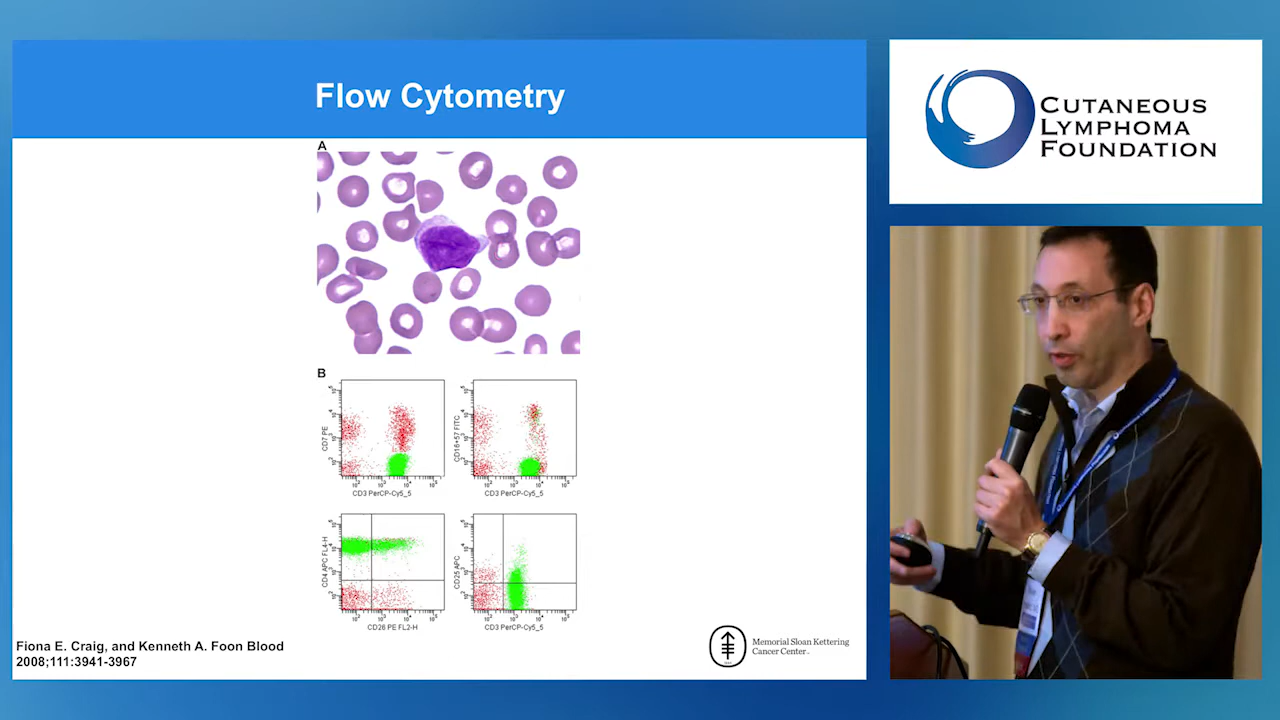 Flow Cytometry
A
B
CD7 PE
CD3 PerCP-Cy5_5
CD16+57 FITC
CD3 PerCP-Cy5_5
CD4 APC FL4-H
CD26 PE FL2-H
CD25 APC
CD3 PerCP-Cy5_5
Fiona E. Craig, and Kenneth A. Foon Blood
2008;111:3941-3967
Memorial Sloan Kettering
Cancer Center
CUTANEOUS
LYMPHOMA
FOUNDATION